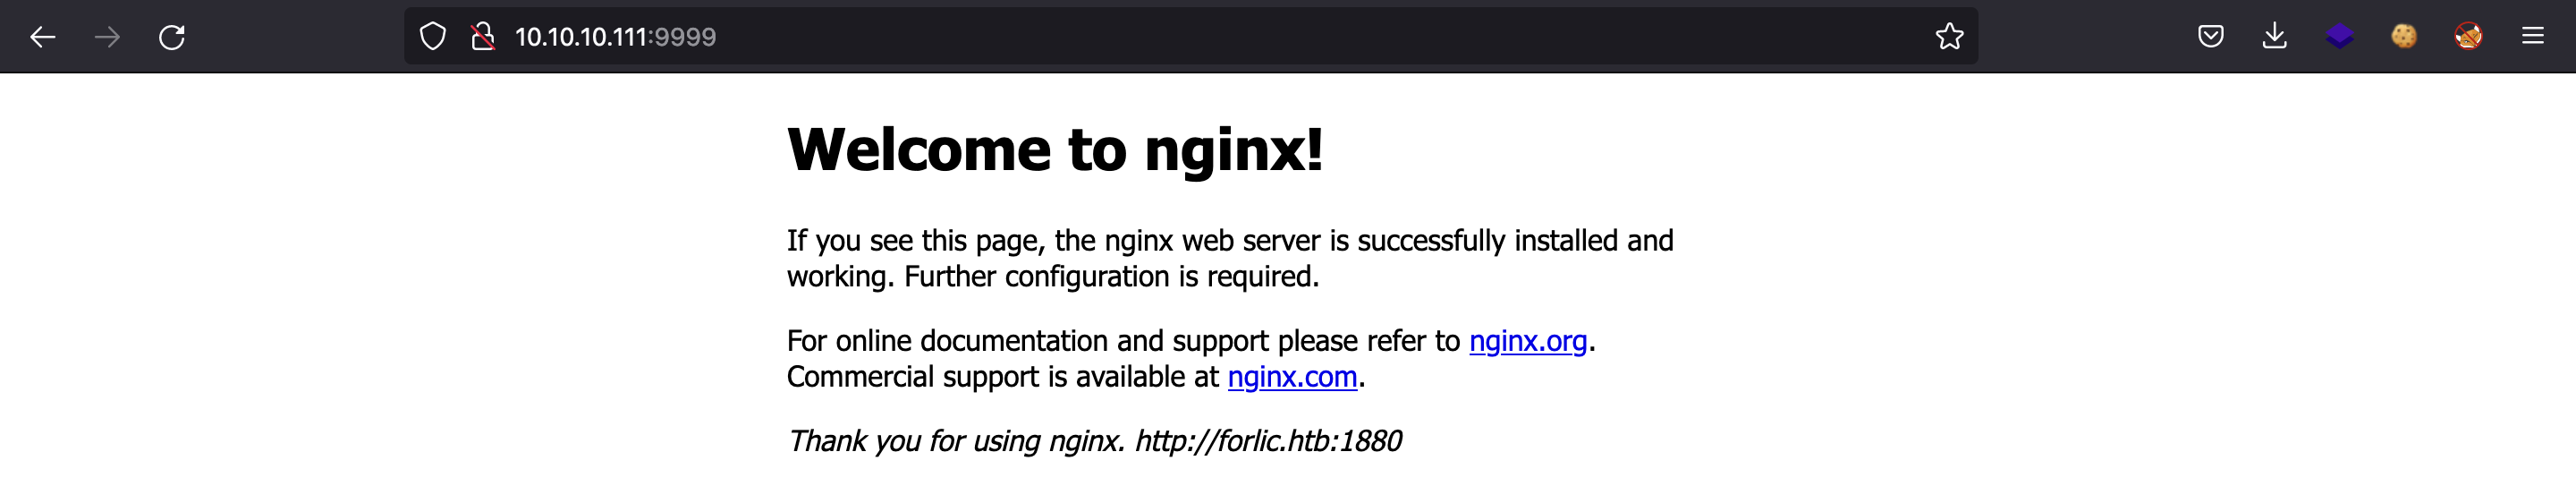 10.10.10.111:9999
Welcome to nginx!
If you see this page, the nginx web server is successfully installed and
working. Further configuration is required.
For online documentation and support please refer to nginx.org.
Commercial support is available at nginx.com.
Thank you for using nginx. http://forlic.htb:1880